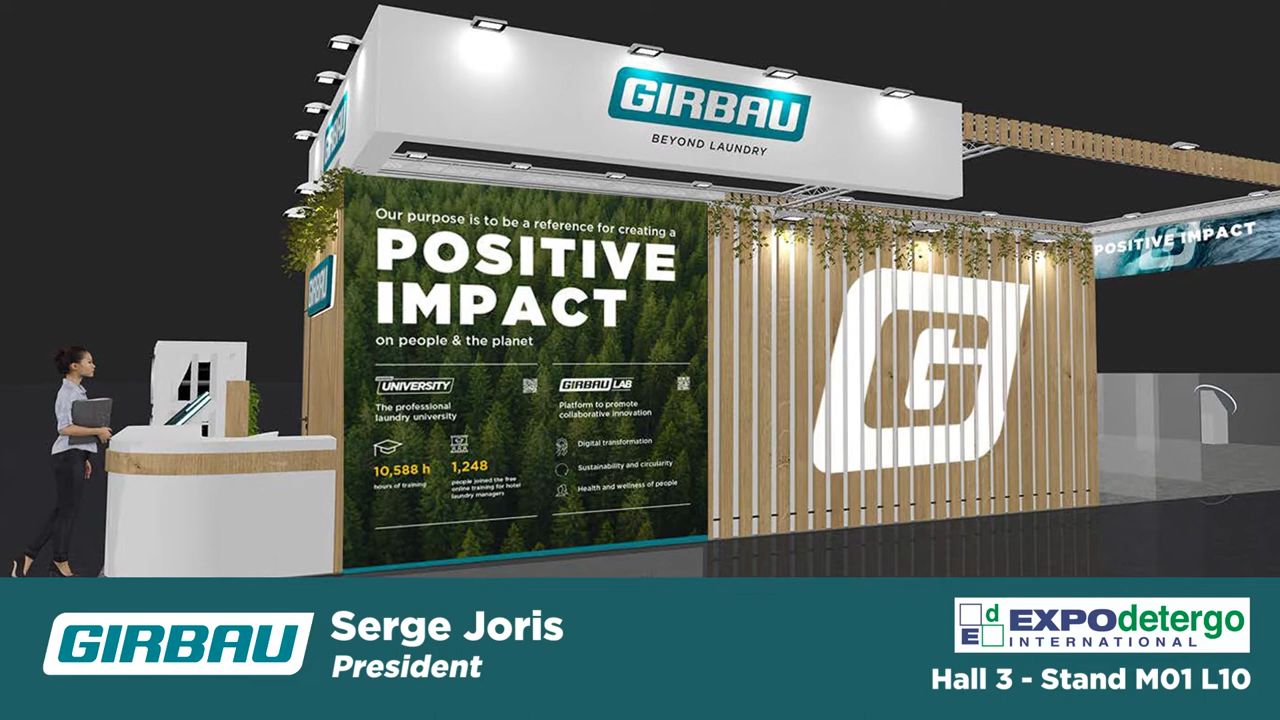 GIRBAU
BEYOND LAUNDRY
Our purpose is to be a reference for creating a
POSITIVE
IMPACT
on people & the planet
UNIVERSITY
The professional
laundry university
10,588 h
hours of training
1,248
people joined the free
online training for hotel
laundry managers
GIRBAU LAB
Platform to promote
collaborative innovation
Digital transformation
Sustainability and circularity
Health and wellness of people
G
POSITIVE IMPACT
GIRBAU
GIRBAU
Serge Joris
President
d
E
EXPOdetergo
INTERNATIONAL
Hall 3 - Stand M01 L10